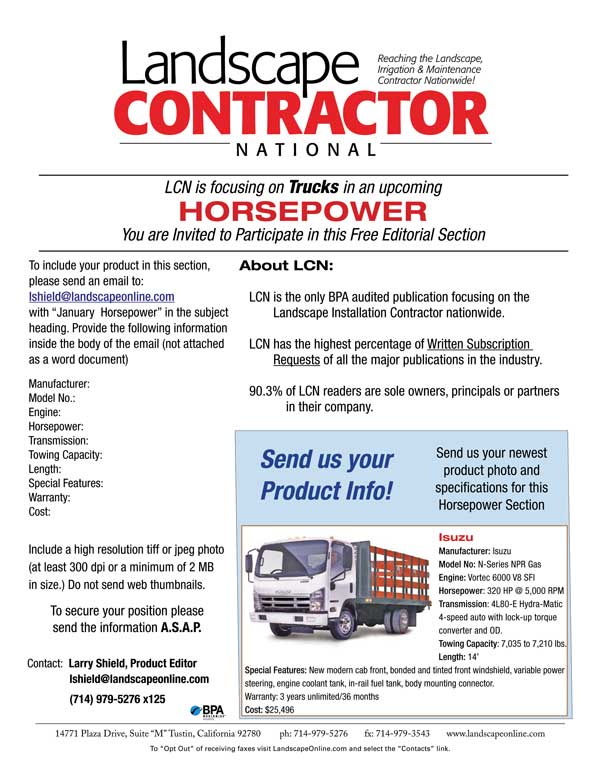 Landscape
Reaching the Landscape,
Irrigation & Maintenance
Contractor Nationwide!
CONTRACTOR
NATIONAL
LCN is focusing on Trucks in an upcoming
HORSEPOWER
You are Invited to Participate in this Free Editorial Section
To include your product in this section,
please send an email to:
lshield@landscapeonline.com
with “January Horsepower” in the subject
heading. Provide the following information
inside the body of the email (not attached
as a word document)
Manufacturer:
Model No.:
Engine:
Horsepower:
Transmission:
Towing Capacity:
Length:
Special Features:
Warranty:
Cost:
Include a high resolution tiff or jpeg photo
(at least 300 dpi or a minimum of 2 MB
in size.) Do not send web thumbnails.
To secure your position please
send the information A.S.A.P.
Contact: Larry Shield, Product Editor
lshield@landscapeonline.com
(714) 979-5276 x125
BPA
About LCN:
LCN is the only BPA audited publication focusing on the
Landscape Installation Contractor nationwide.
LCN has the highest percentage of Written Subscription
Requests of all the major publications in the industry.
90.3% of LCN readers are sole owners, principals or partners
in their company.
Send us your
Product Info!
Send us your newest
product photo and
specifications for this
Horsepower Section
Isuzu
Manufacturer: Isuzu
Model No: N-Series NPR Gas
Engine: Vortec 6000 V8 SFI
Horsepower: 320 HP @ 5,000 RPM
Transmission: 4L80-E Hydra-Matic
4-speed auto with lock-up torque
converter and OD.
Towing Capacity: 7,035 to 7,210 lbs.
Length: 14’
Special Features: New modern cab front, bonded and tinted front windshield, variable power
steering, engine coolant tank, in-rail fuel tank, body mounting connector.
Warranty: 3 years unlimited/36 months
Cost: $25,496
14771 Plaza Drive, Suite “M” Tustin, California 92780 ph: 714-979-5276 fx: 714-979-3543 www.landscapeonline.com
To “Opt Out” of receiving faxes visit LandscapeOnline.com and select the “Contacts” link.